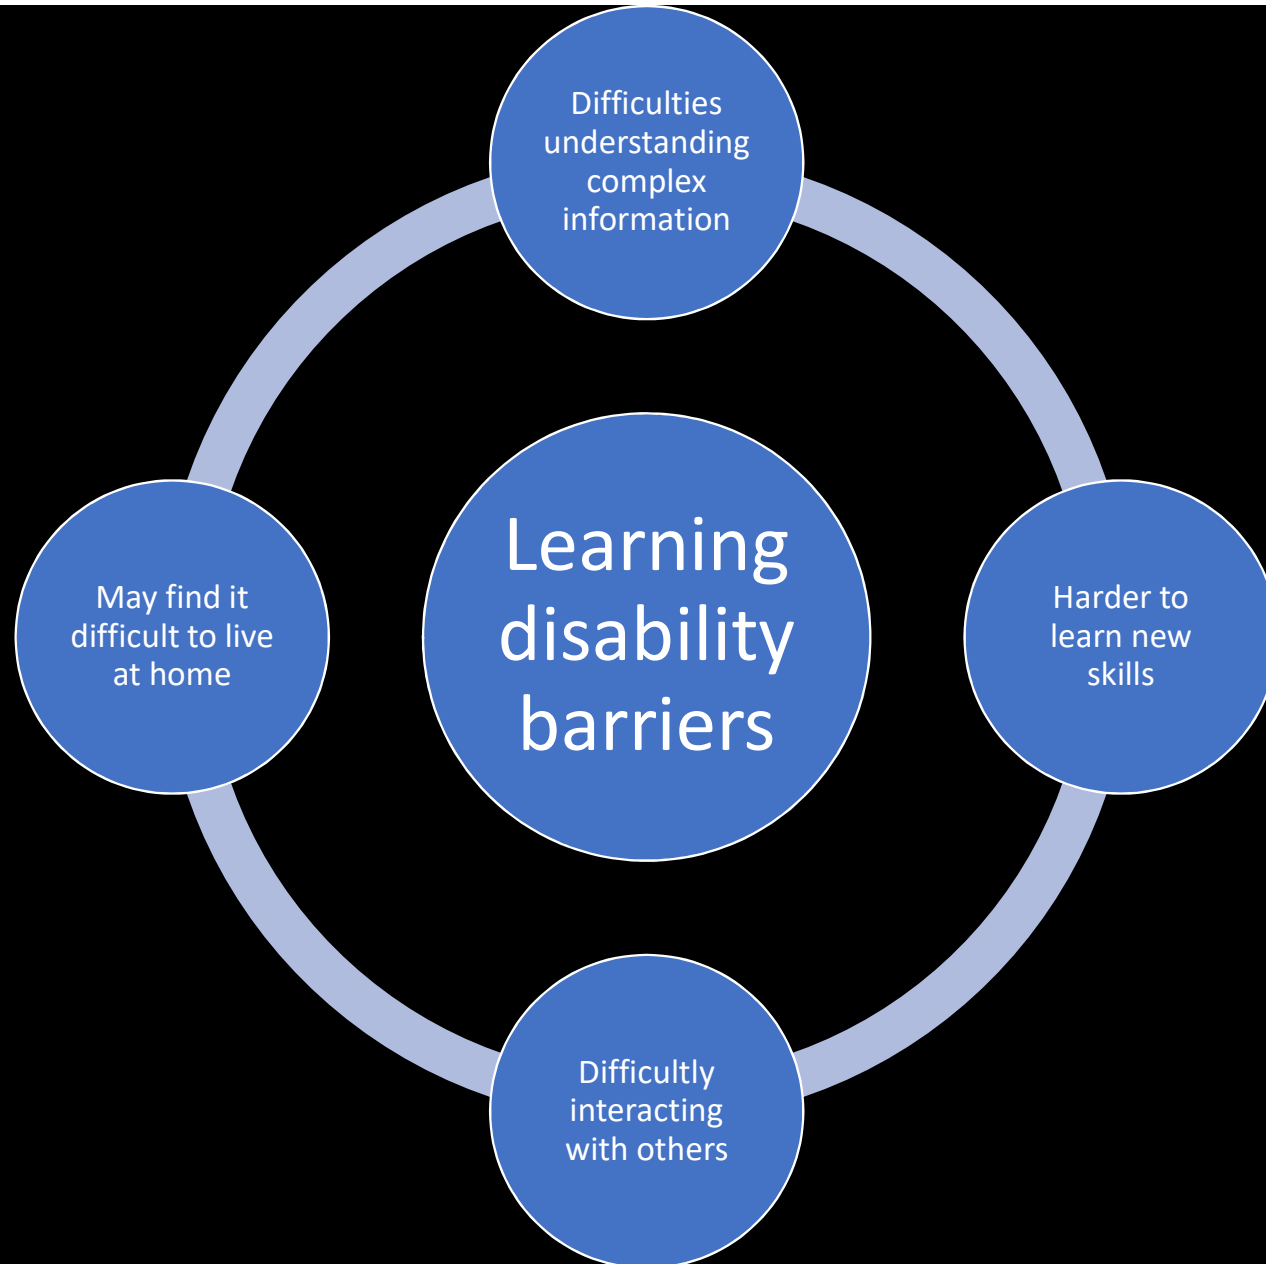 Difficulties
understanding
complex
information
Learning
disability
barriers
May find it
difficult to live
at home
Harder to
learn new
skills
Difficultly
interacting
with others